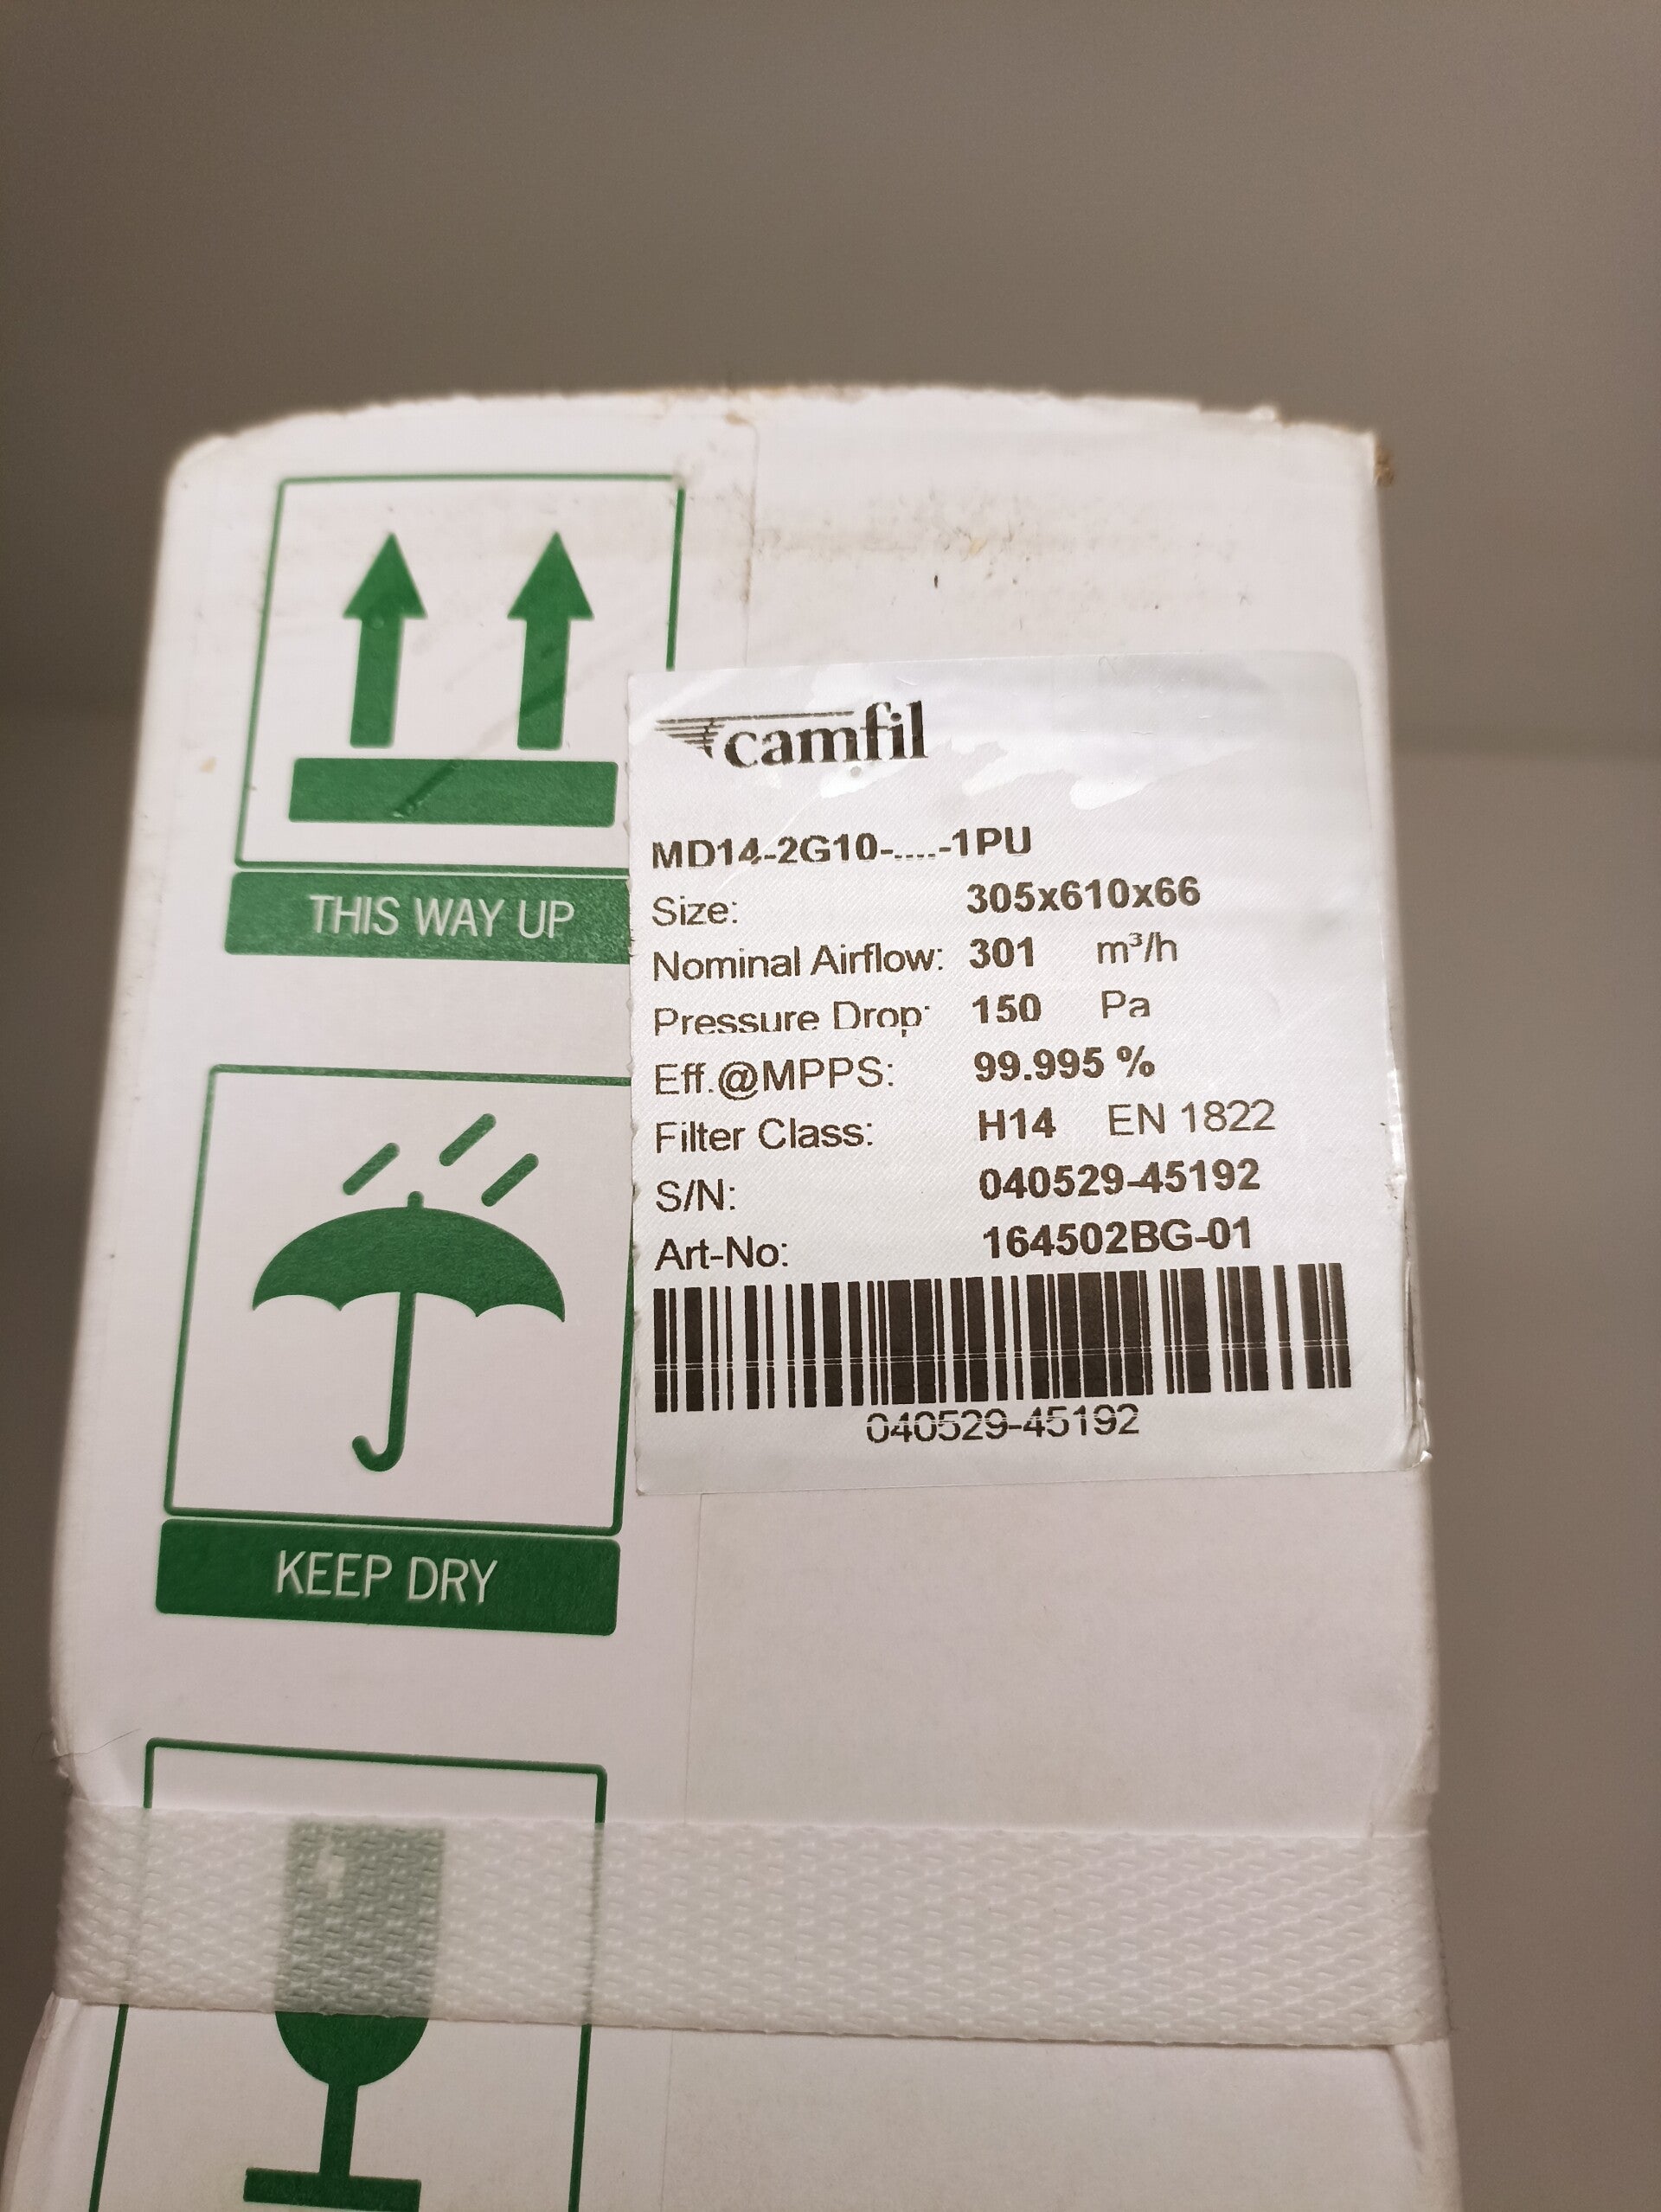 THIS WAY UP
KEEP DRY
camfil
MD14-2G10-....-1PU
Size: 305x610x66
Nominal Airflow: 301 m³/h
Pressure Drop: 150 Pa
Eff.@MPPS: 99.995 %
Filter Class: H14 EN 1822
S/N: 040529-45192
Art-No: 164502BG-01
040529-45192